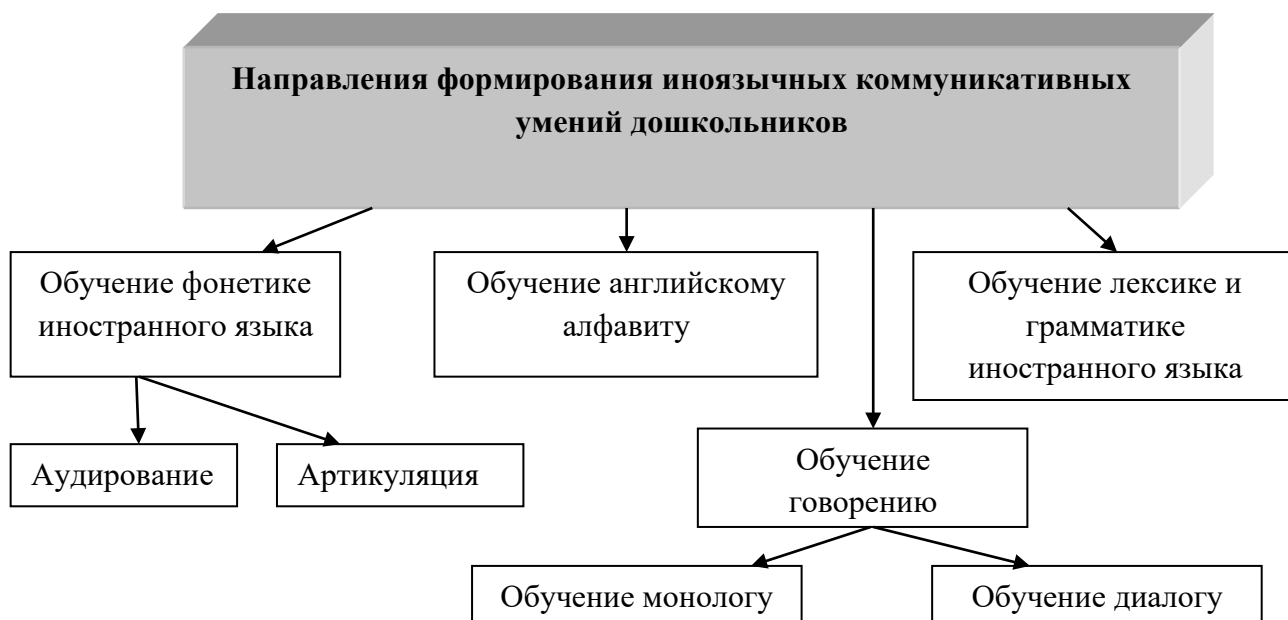 Направления формирования иноязычных коммуникативных
умений дошкольников
Обучение фонетике
иностранного языка
Обучение английскому
алфавиту
Обучение лексике и
грамматике
иностранного языка
Аудирование
Артикуляция
Обучение
говорению
Обучение монологу
Обучение диалогу